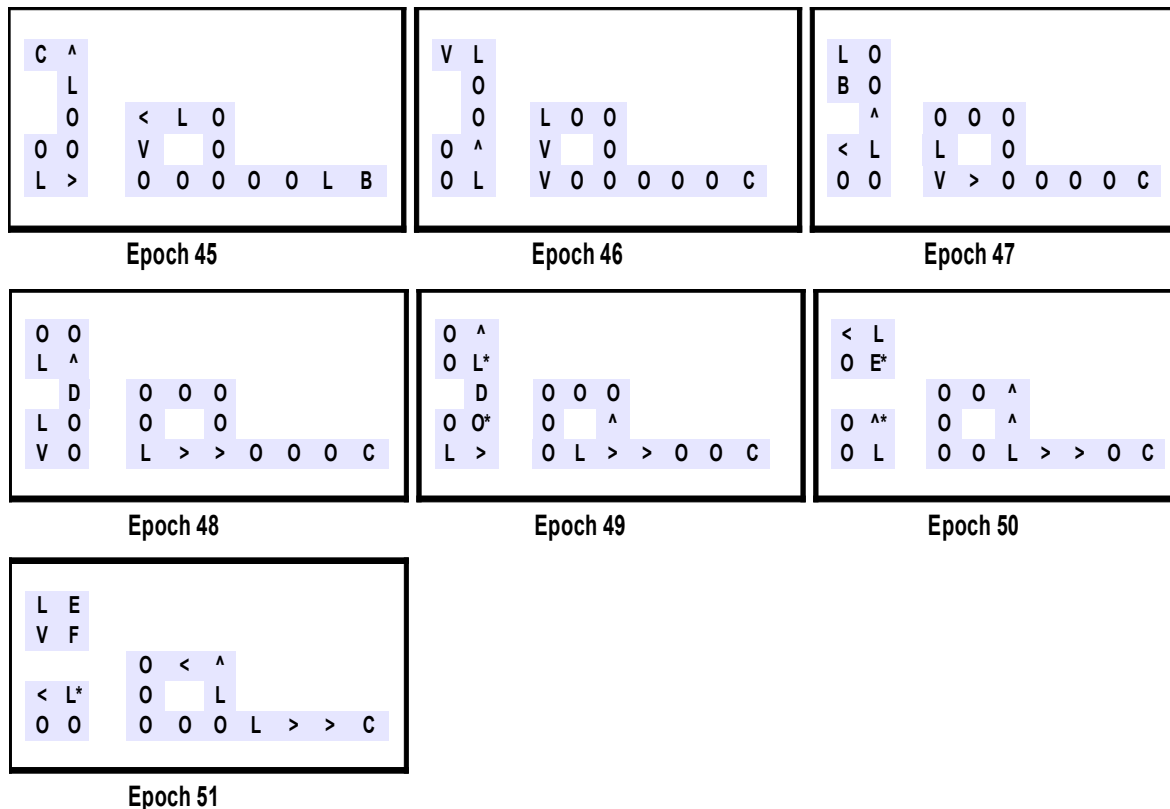 C ^ V L L O
L O B O
O < L O O L O O ^ O O O
O O V O O ^ V O < L L O
L > O O O O O L B O L V O O O O O C O O V > O O O O C
Epoch 45 Epoch 46 Epoch 47
O O O ^ < L
L ^ O L* O E*
D O O O D O O O O O ^
L O O O O O* O ^ O ^* O ^
V O L > > O O O C L > O L > > O O C O L O O L > > O C
Epoch 48 Epoch 49 Epoch 50
L E
V F
O < ^
< L* O L
O O O O O L > > C
Epoch 51